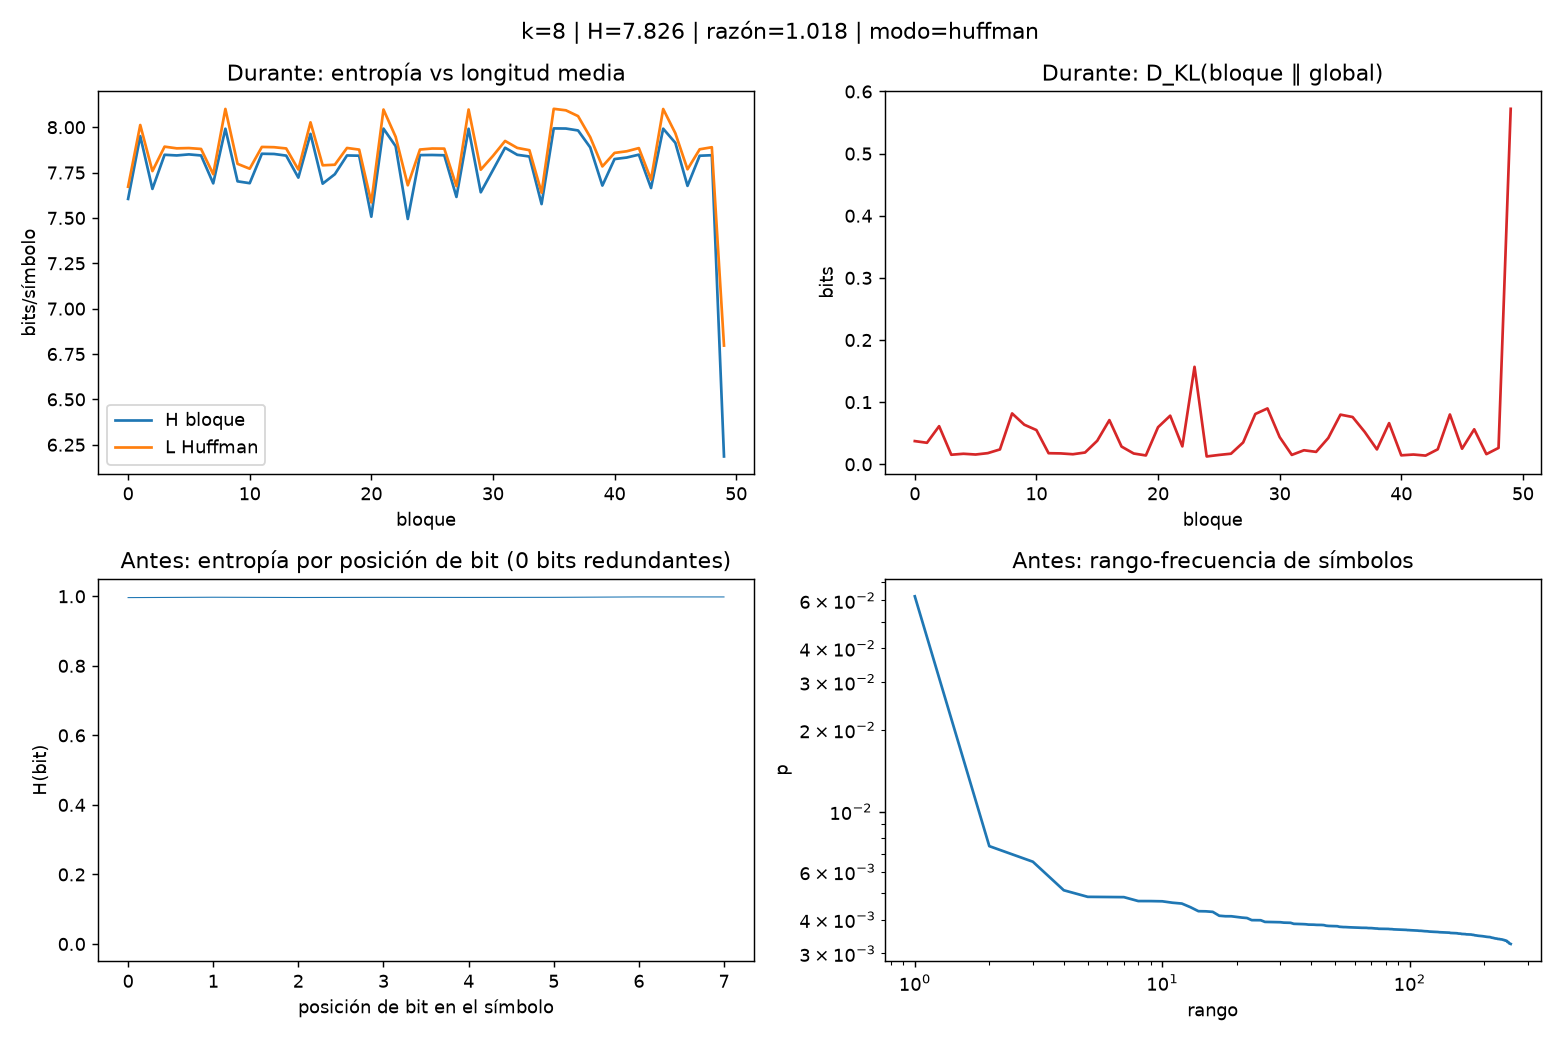 k=8 | H=7.826 | razón=1.018 | modo=huffman
Durante: entropía vs longitud media
8.00
7.75
7.50
7.25
7.00
6.75
6.50
6.25
bits/símbolo
H bloque
L Huffman
0 10 20 30 40 50
bloque
Durante: D_KL(bloque ∥ global)
0.6
0.5
0.4
0.3
0.2
0.1
0.0
bits
0 10 20 30 40 50
bloque
Antes: entropía por posición de bit (0 bits redundantes)
1.0
0.8
0.6
0.4
0.2
0.0
H(bit)
0 1 2 3 4 5 6 7
posición de bit en el símbolo
Antes: rango-frecuencia de símbolos
6 × 10⁻²
4 × 10⁻²
3 × 10⁻²
2 × 10⁻²
10⁻²
6 × 10⁻³
4 × 10⁻³
3 × 10⁻³
p
10⁰ 10¹ 10²
rango